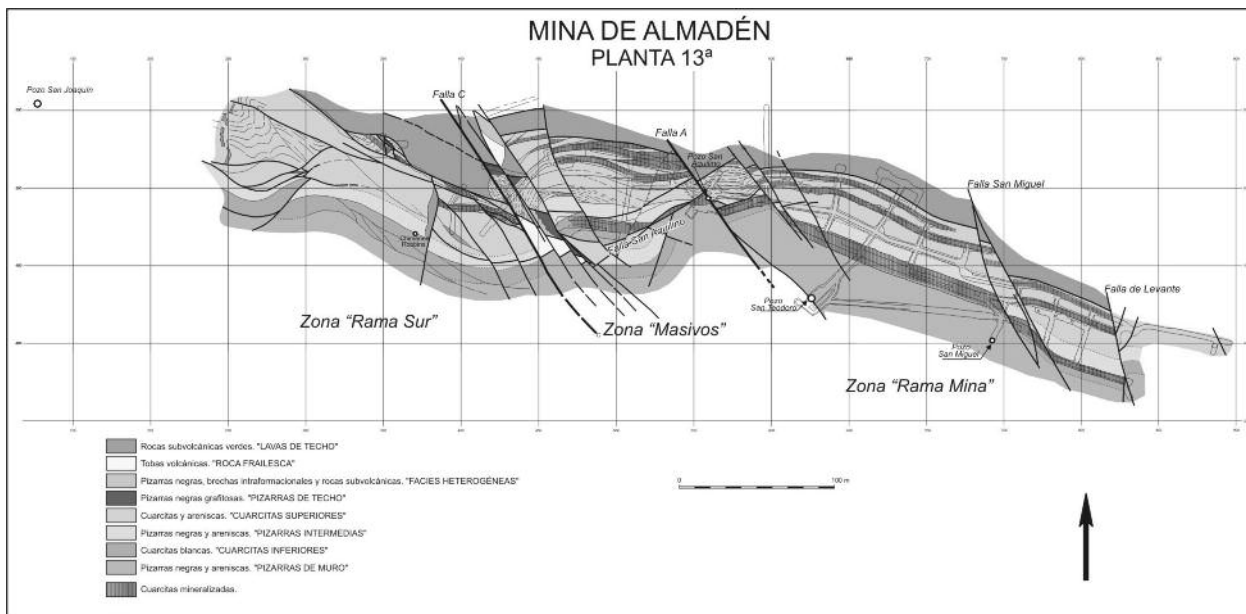 MINA DE ALMADÉN
PLANTA 13ª
Pozo San Joaquín
Falla C
Falla A
Pozo San
Aquilino
Falla San Miguel
Falla San Aquilino
Falla de Levante
Pozo
San Teodoro
Pozo
San Miguel
Zona "Rama Sur"
Zona "Masivos"
Zona "Rama Mina"
Rocas subvolcánicas verdes. "LAVAS DE TECHO"
Tobas volcánicas. "ROCA FRAILESCA"
Pizarras negras, brechas intraformacionales y rocas subvolcánicas. "FACIES HETEROGÉNEAS"
Pizarras negras grafitosas. "PIZARRAS DE TECHO"
Cuarcitas y areniscas. "CUARCITAS SUPERIORES"
Pizarras negras y areniscas. "PIZARRAS INTERMEDIAS"
Cuarcitas blancas. "CUARCITAS INFERIORES"
Pizarras negras y areniscas. "PIZARRAS DE MURO"
Cuarcitas mineralizadas.
0 100 m